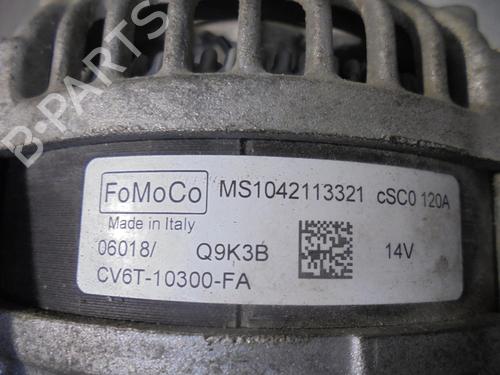 B-PARTS
FoMoCo MS1042113321 cSC0 120A
Made in Italy
06018/ Q9K3B 14V
CV6T-10300-FA